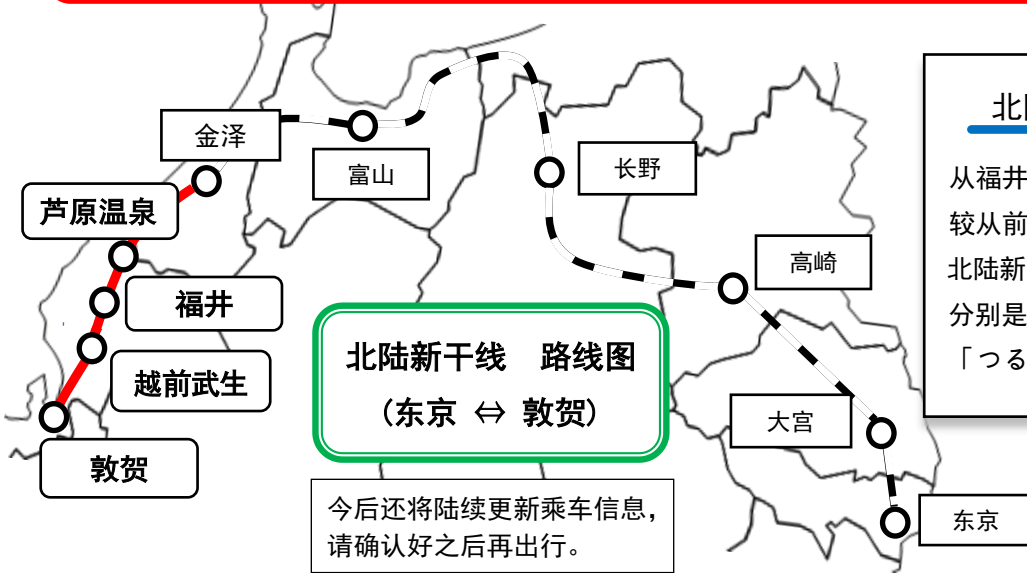 金泽
富山
长野
芦原温泉
高崎
福井
越前武生
敦贺
大宫
东京
北陆新干线 路线图
(东京 ⇔ 敦贺)
今后还将陆续更新乘车信息,
请确认好之后再出行。
北
从福井
较从前
北陆新
分别是
「つる